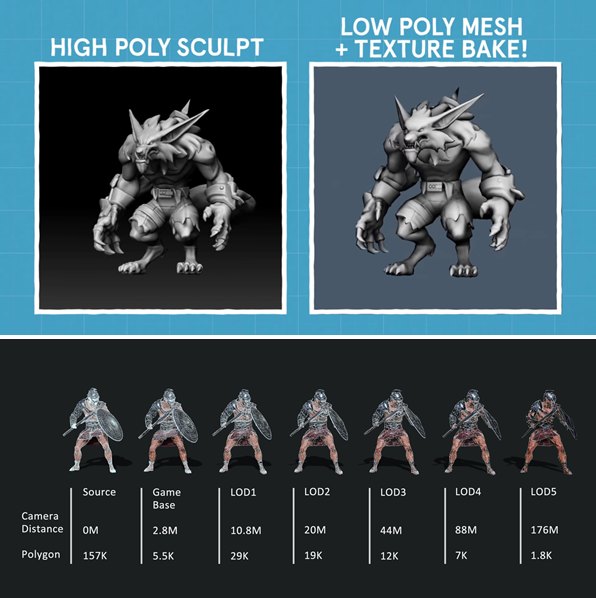 HIGH POLY SCULPT
LOW POLY MESH
+ TEXTURE BAKE!
Source Game Base LOD1 LOD2 LOD3 LOD4 LOD5
Camera Distance 0M 2.8M 10.8M 20M 44M 88M 176M
Polygon 157K 5.5K 29K 19K 12K 7K 1.8K